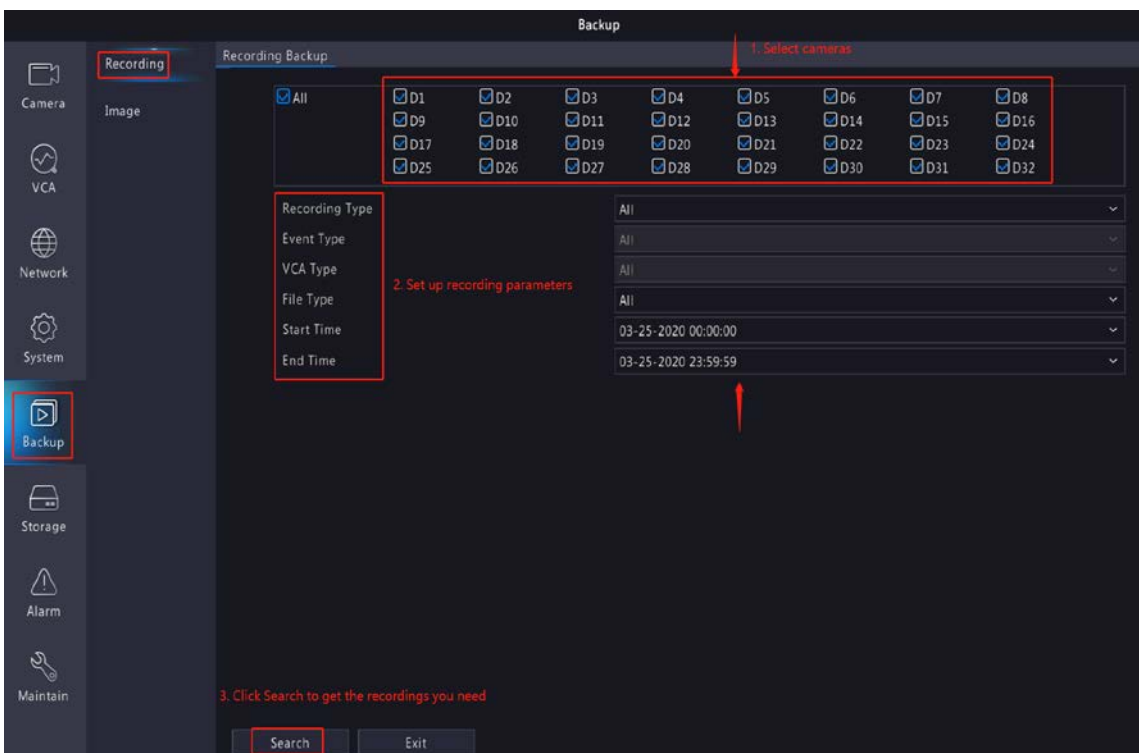 Backup
1. Select cameras
Camera
VCA
Network
System
Backup
Storage
Alarm
Maintain
Recording
Image
Recording Backup
All D1 D2 D3 D4 D5 D6 D7 D8
D9 D10 D11 D12 D13 D14 D15 D16
D17 D18 D19 D20 D21 D22 D23 D24
D25 D26 D27 D28 D29 D30 D31 D32
Recording Type All
Event Type All
VCA Type All
2. Set up recording parameters
File Type All
Start Time 03-25-2020 00:00:00
End Time 03-25-2020 23:59:59
3. Click Search to get the recordings you need
Search Exit